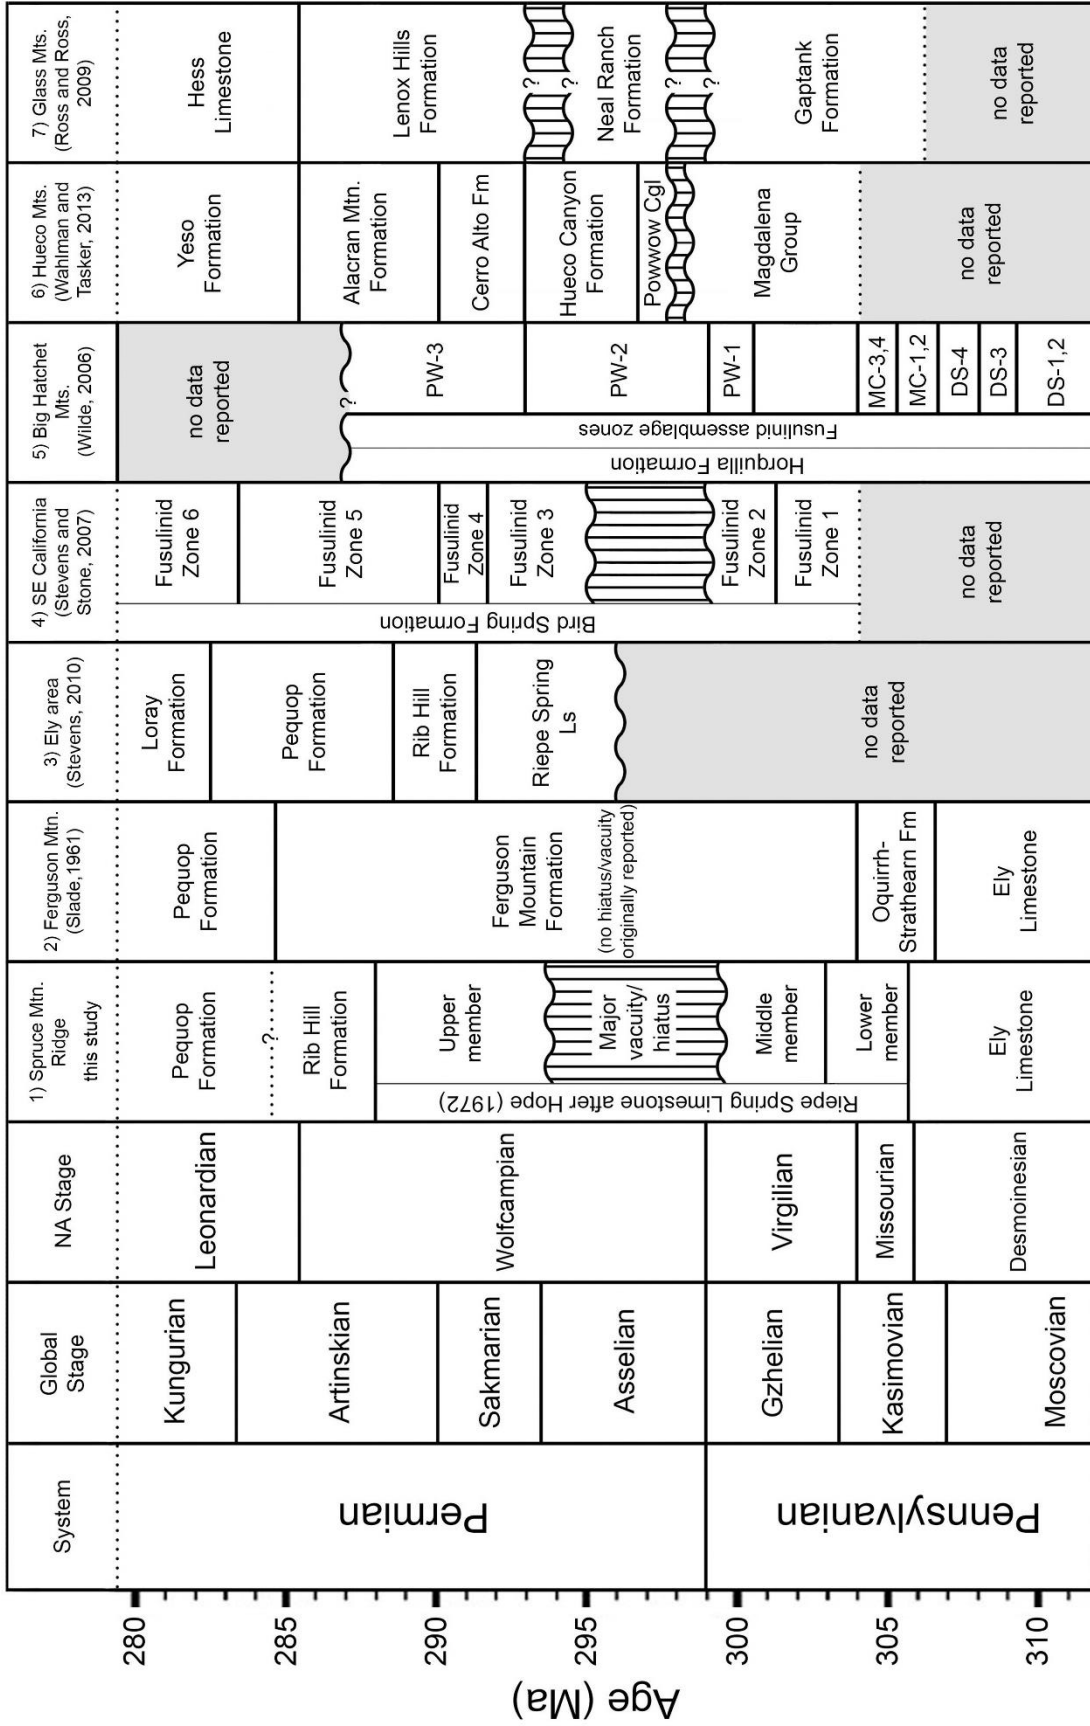 System
Global
Stage
NA Stage
1) Spruce Mtn.
Ridge
this study
2) Ferguson Mtn.
(Slade,1961)
3) Ely area
(Stevens, 2010)
4) SE California
(Stevens and
Stone, 2007)
5) Big Hatchet
Mts.
(Wilde, 2006)
6) Hueco Mts.
(Wahlman and
Tasker, 2013)
7) Glass Mts.
(Ross and Ross,
2009)
Age (Ma)
280
285
290
295
300
305
310
Permian
Pennsylvanian
Kungurian
Artinskian
Sakmarian
Asselian
Gzhelian
Kasimovian
Moscovian
Leonardian
Wolfcampian
Virgilian
Missourian
Desmoinesian
Pequop
Formation
?
Rib Hill
Formation
Riepe Spring Limestone after Hope (1972)
Upper
member
Major
vacuity/
hiatus
Middle
member
Lower
member
Ely
Limestone
Pequop
Formation
Ferguson
Mountain
Formation
(no hiatus/vacuity
originally reported)
Oquirrh-
Strathearn Fm
Ely
Limestone
Loray
Formation
Pequop
Formation
Rib Hill
Formation
Riepe Spring
Ls
no data
reported
Bird Spring Formation
Fusulinid
Zone 6
Fusulinid
Zone 5
Fusulinid
Zone 4
Fusulinid
Zone 3
Fusulinid
Zone 2
Fusulinid
Zone 1
no data
reported
no data
reported
?
Horquilla Formation
Fusulinid assemblage zones
PW-3
PW-2
PW-1
MC-3,4
MC-1,2
DS-4
DS-3
DS-1,2
Yeso
Formation
Alacran Mtn.
Formation
Cerro Alto Fm
Hueco Canyon
Formation
Powwow Cgl
Magdalena
Group
no data
reported
Hess
Limestone
Lenox Hills
Formation
?
?
Neal Ranch
Formation
?
?
Gaptank
Formation
no data
reported